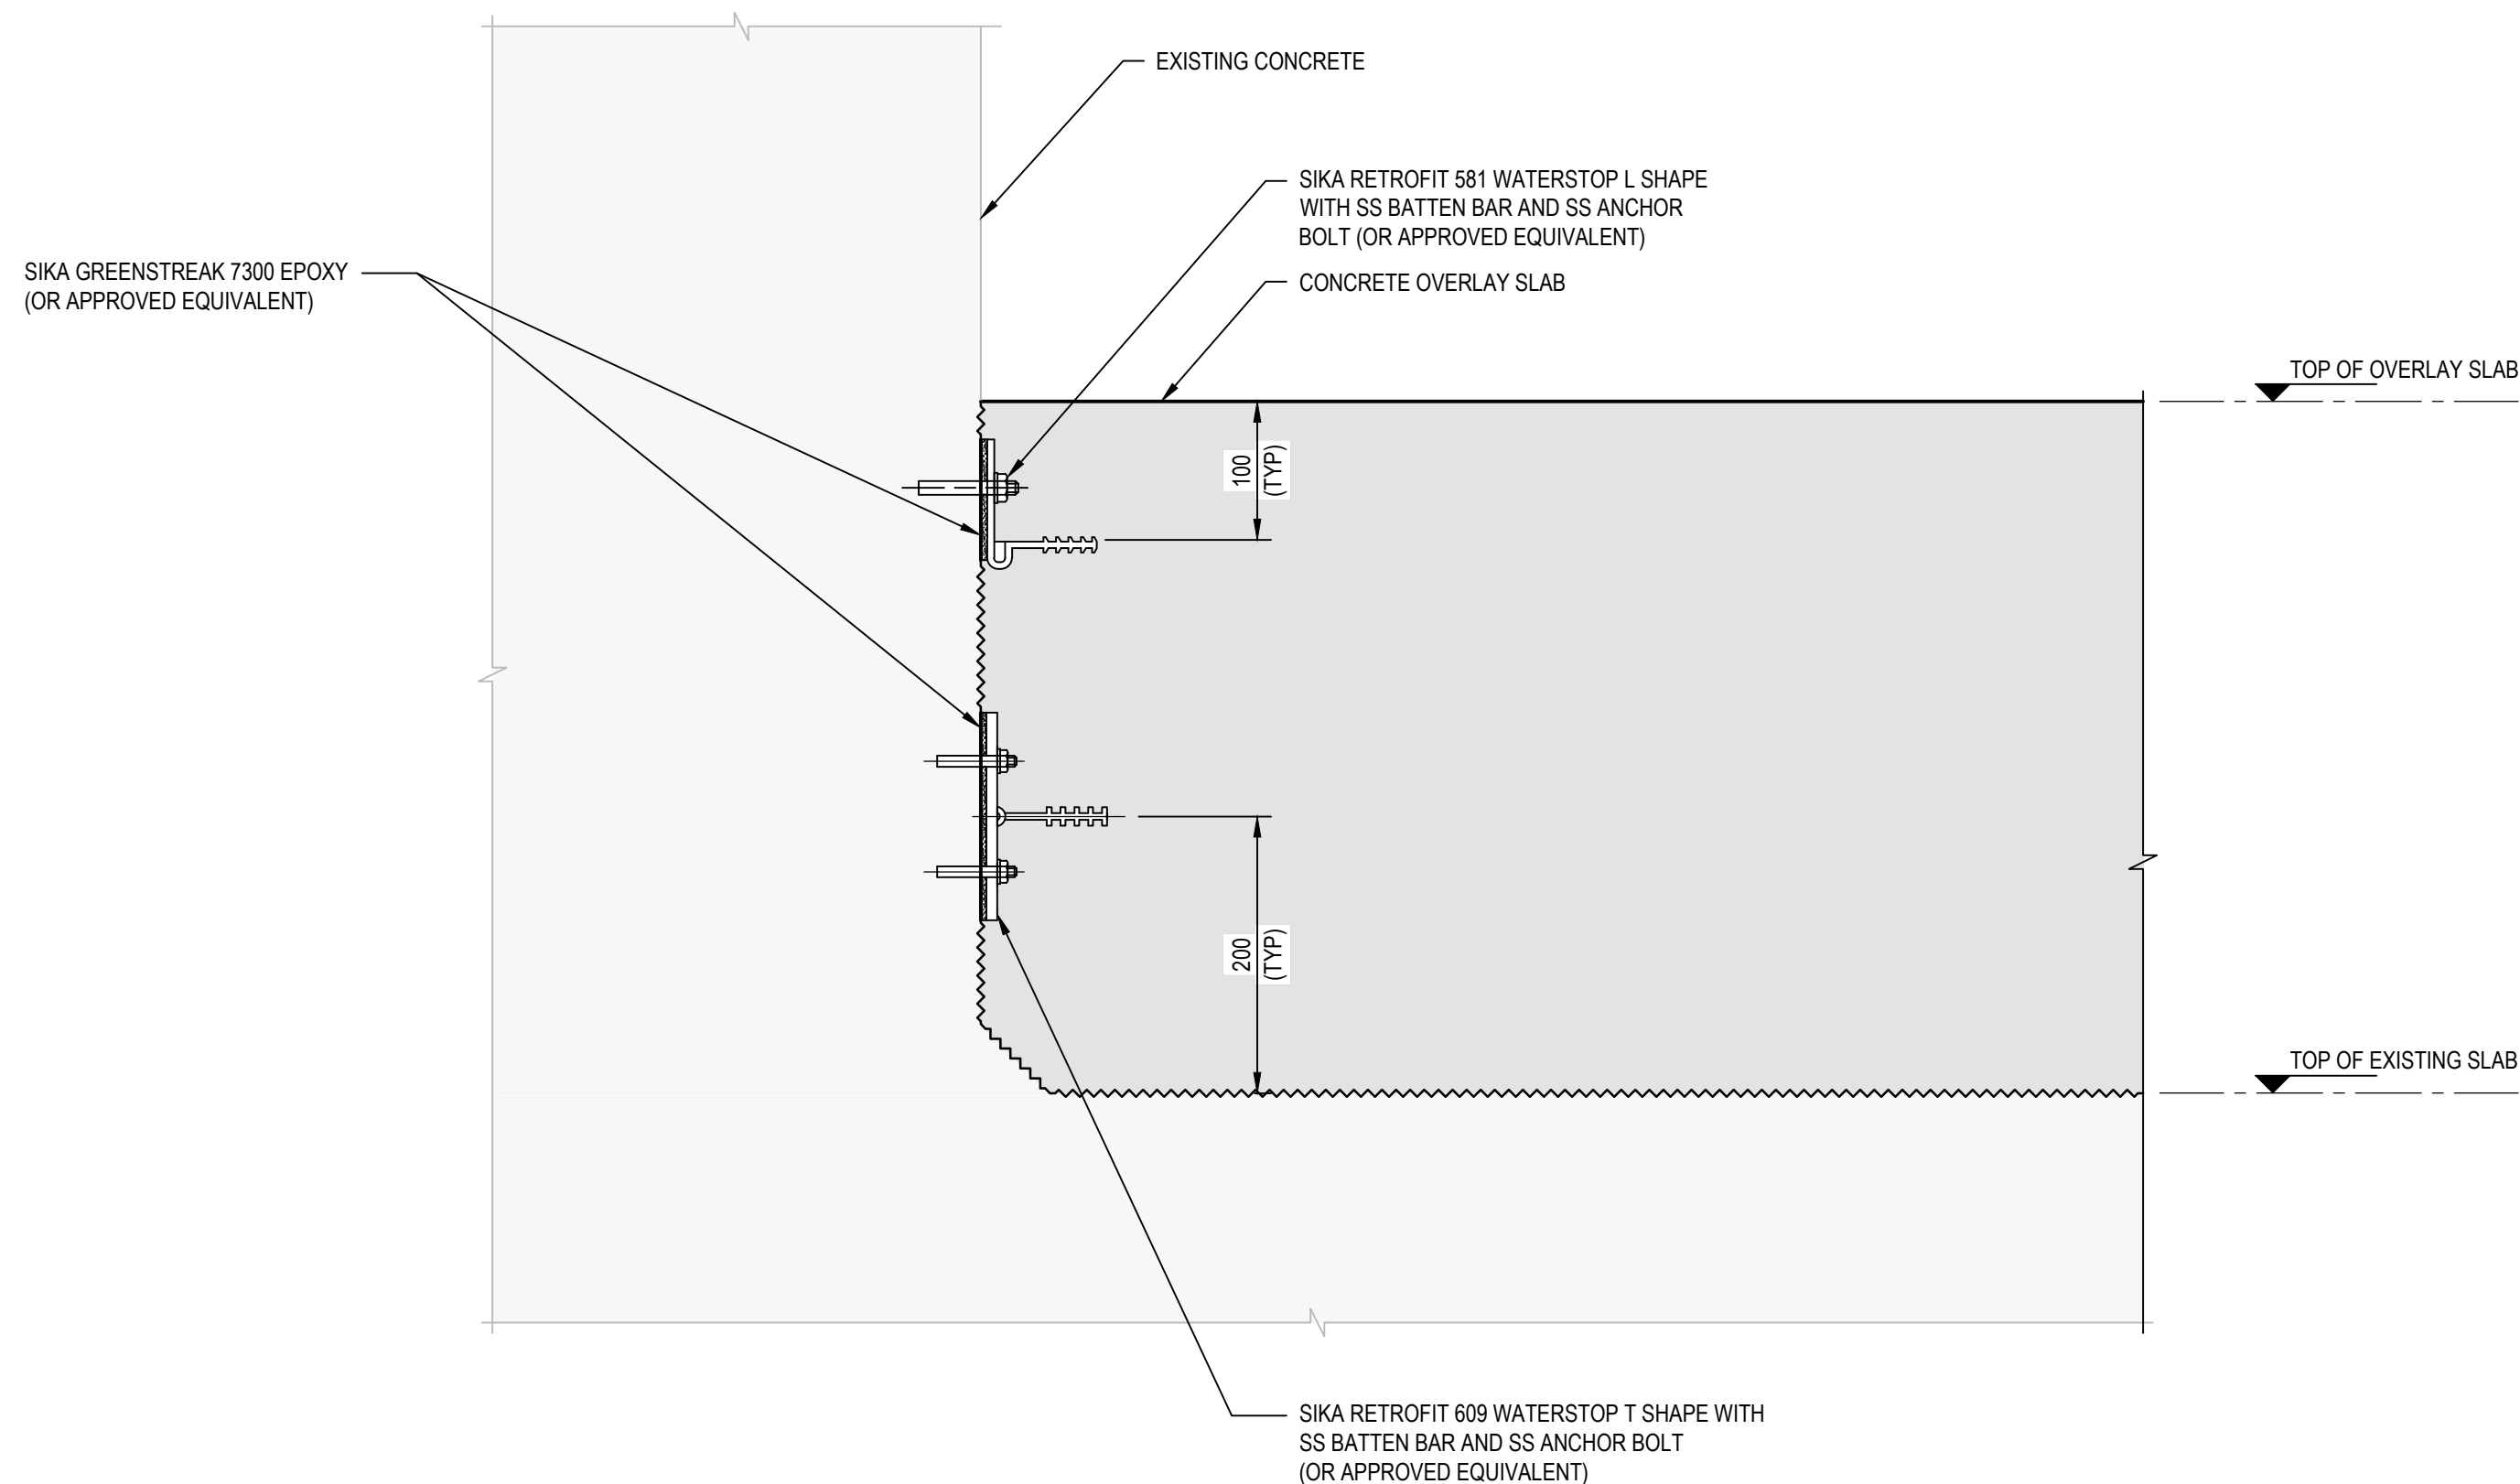 EXISTING CONCRETE
SIKA RETROFIT 581 WATERSTOP L SHAPE
WITH SS BATTEN BAR AND SS ANCHOR
BOLT (OR APPROVED EQUIVALENT)
SIKA GREENSTREAK 7300 EPOXY
(OR APPROVED EQUIVALENT)
CONCRETE OVERLAY SLAB
TOP OF OVERLAY SLAB
100
(TYP)
200
(TYP)
TOP OF EXISTING SLAB
SIKA RETROFIT 609 WATERSTOP T SHAPE WITH
SS BATTEN BAR AND SS ANCHOR BOLT
(OR APPROVED EQUIVALENT)